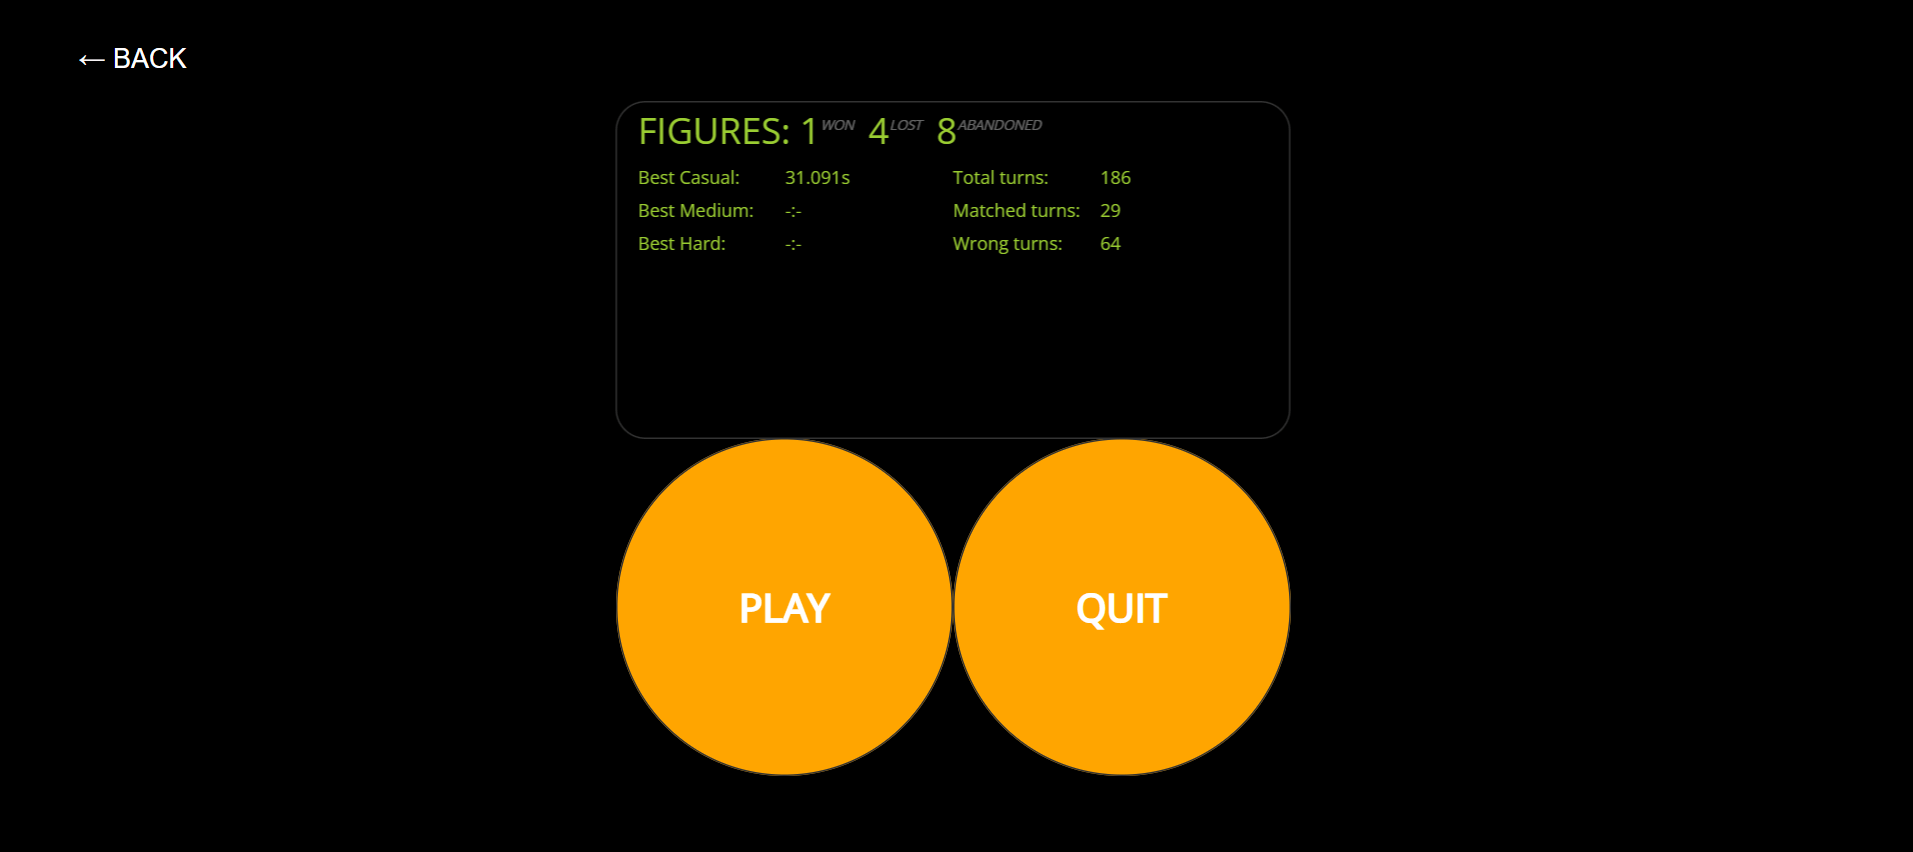 ← BACK
FIGURES: 1 WON 4 LOST 8 ABANDONED
Best Casual: 31.091s Total turns: 186
Best Medium: -:- Matched turns: 29
Best Hard: -:- Wrong turns: 64
PLAY QUIT